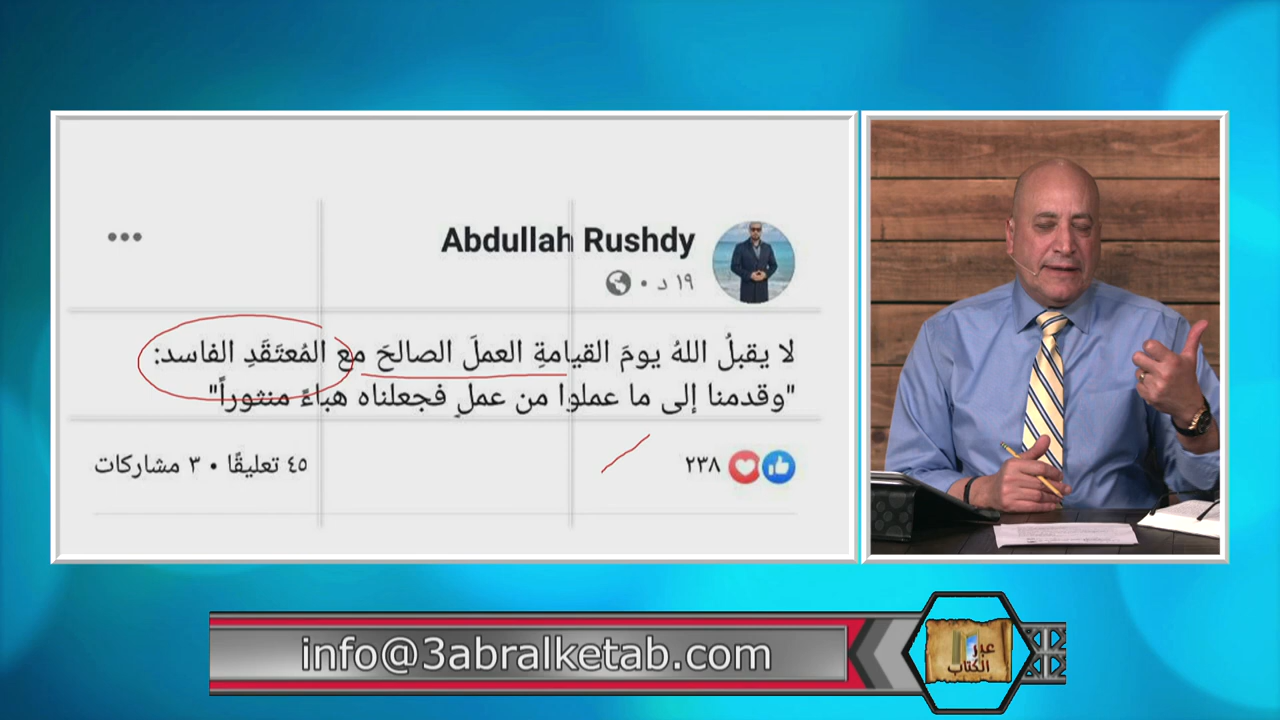 Abdullah Rushdy
١٩ د
لا يقبلُ اللهُ يومَ القيامةِ العملَ الصالحَ مع المُعتَقَدِ الفاسد:
"وقدمنا إلى ما عملوا من عملٍ فجعلناه هباءً منثوراً"
٢٣٨
٤٥ تعليقًا • ٣ مشاركات
info@3abralketab.com
عبر
الكتاب